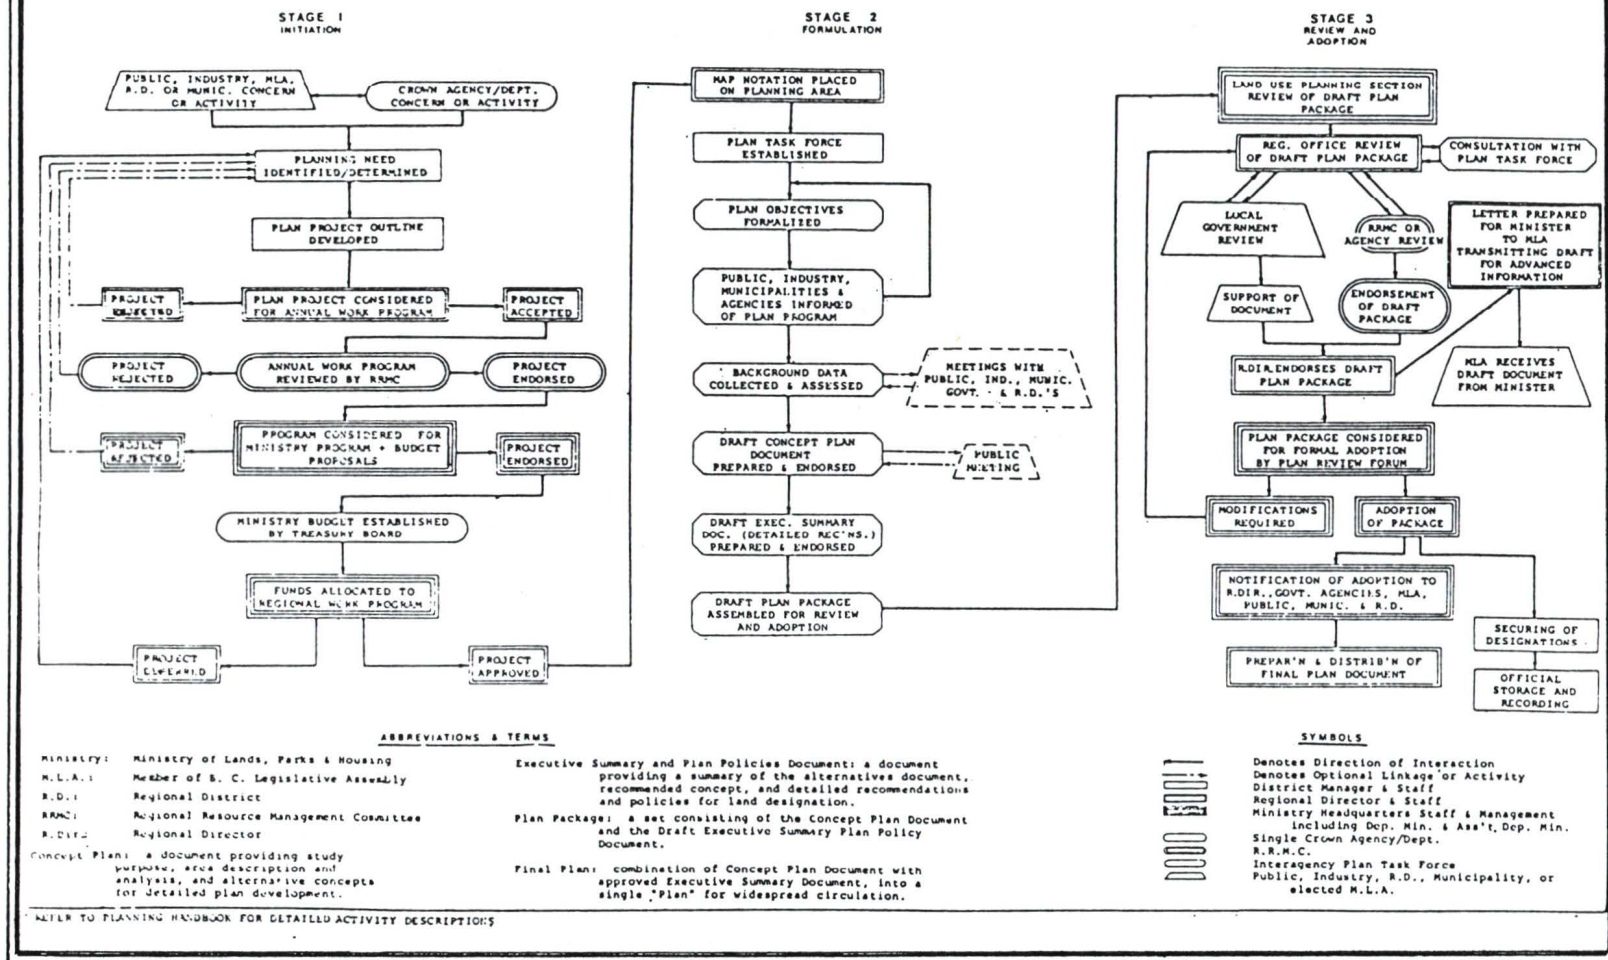 STAGE 1
INITIATION
PUBLIC, INDUSTRY, MLA,
R.D. OR MUNIC. CONCERN
OR ACTIVITY
CROWN AGENCY/DEPT.
CONCERN OR ACTIVITY
PLANNING NEED
IDENTIFIED/DETERMINED
PLAN PROJECT OUTLINE
DEVELOPED
PROJECT
REJECTED
PLAN PROJECT CONSIDERED
FOR ANNUAL WORK PROGRAM
PROJECT
ACCEPTED
PROJECT
REJECTED
ANNUAL WORK PROGRAM
REVIEWED BY RRMC
PROJECT
ENDORSED
PROJECT
REJECTED
PROGRAM CONSIDERED FOR
MINISTRY PROGRAM + BUDGET
PROPOSALS
PROJECT
ENDORSED
MINISTRY BUDGET ESTABLISHED
BY TREASURY BOARD
FUNDS ALLOCATED TO
REGIONAL WORK PROGRAM
PROJECT
DEFERRED
PROJECT
APPROVED
STAGE 2
FORMULATION
MAP NOTATION PLACED
ON PLANNING AREA
PLAN TASK FORCE
ESTABLISHED
PLAN OBJECTIVES
FORMALIZED
PUBLIC, INDUSTRY,
MUNICIPALITIES &
AGENCIES INFORMED
OF PLAN PROGRAM
BACKGROUND DATA
COLLECTED & ASSESSED
MEETINGS WITH
PUBLIC, IND., MUNIC.
GOVT. & R.D.'S
DRAFT CONCEPT PLAN
DOCUMENT
PREPARED & ENDORSED
PUBLIC
MEETING
DRAFT EXEC. SUMMARY
DOC. (DETAILED REC'NS.)
PREPARED & ENDORSED
DRAFT PLAN PACKAGE
ASSEMBLED FOR REVIEW
AND ADOPTION
STAGE 3
REVIEW AND
ADOPTION
LAND USE PLANNING SECTION
REVIEW OF DRAFT PLAN
PACKAGE
REG. OFFICE REVIEW
OF DRAFT PLAN PACKAGE
CONSULTATION WITH
PLAN TASK FORCE
LOCAL
GOVERNMENT
REVIEW
RRMC OR
AGENCY REVIEW
LETTER PREPARED
FOR MINISTER
TO MLA
TRANSMITTING DRAFT
FOR ADVANCED
INFORMATION
SUPPORT OF
DOCUMENT
ENDORSEMENT
OF DRAFT
PACKAGE
R.DIR. ENDORSES DRAFT
PLAN PACKAGE
MLA RECEIVES
DRAFT DOCUMENT
FROM MINISTER
PLAN PACKAGE CONSIDERED
FOR FORMAL ADOPTION
BY PLAN REVIEW FORUM
MODIFICATIONS
REQUIRED
ADOPTION
OF PACKAGE
NOTIFICATION OF ADOPTION TO
R.DIR., GOVT. AGENCIES, MLA,
PUBLIC, MUNIC. & R.D.
SECURING OF
DESIGNATIONS
PREPAR'N & DISTRIB'N OF
FINAL PLAN DOCUMENT
OFFICIAL
STORAGE AND
RECORDING
ABBREVIATIONS & TERMS
Ministry: Ministry of Lands, Parks & Housing
M.L.A.: Member of B. C. Legislative Assembly
R.D.: Regional District
RRMC: Regional Resource Management Committee
R.Dir: Regional Director
Concept Plan: a document providing study
purpose, area description and
analysis, and alternative concepts
for detailed plan development.
Executive Summary and Plan Policies Document: a document
providing a summary of the alternatives document,
recommended concept, and detailed recommendations
and policies for land designation.
Plan Package: a set consisting of the Concept Plan Document
and the Draft Executive Summary Plan Policy
Document.
Final Plan: combination of Concept Plan Document with
approved Executive Summary Document, into a
single "Plan" for widespread circulation.
SYMBOLS
Denotes Direction of Interaction
Denotes Optional Linkage or Activity
District Manager & Staff
Regional Director & Staff
Ministry Headquarters Staff & Management
including Dep. Min. & Ass't. Dep. Min.
Single Crown Agency/Dept.
R.R.M.C.
Interagency Plan Task Force
Public, Industry, R.D., Municipality, or
elected M.L.A.
REFER TO PLANNING HANDBOOK FOR DETAILED ACTIVITY DESCRIPTIONS